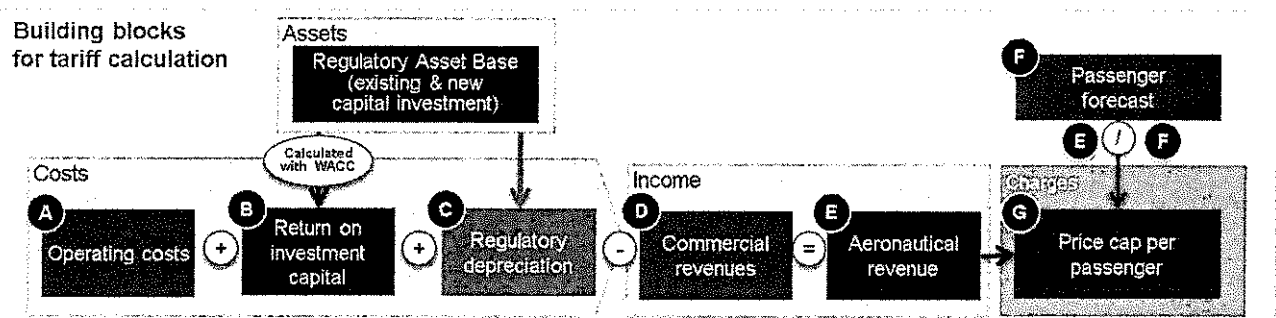 Building blocks
for tariff calculation
Assets
Regulatory Asset Base
(existing & new
capital investment)
F
Passenger
forecast
E / F
Calculated
with WACC
Costs
A
Operating costs
+
B
Return on
investment
capital
+
C
Regulatory
depreciation
-
Income
D
Commercial
revenues
=
E
Aeronautical
revenue
Charges
G
Price cap per
passenger